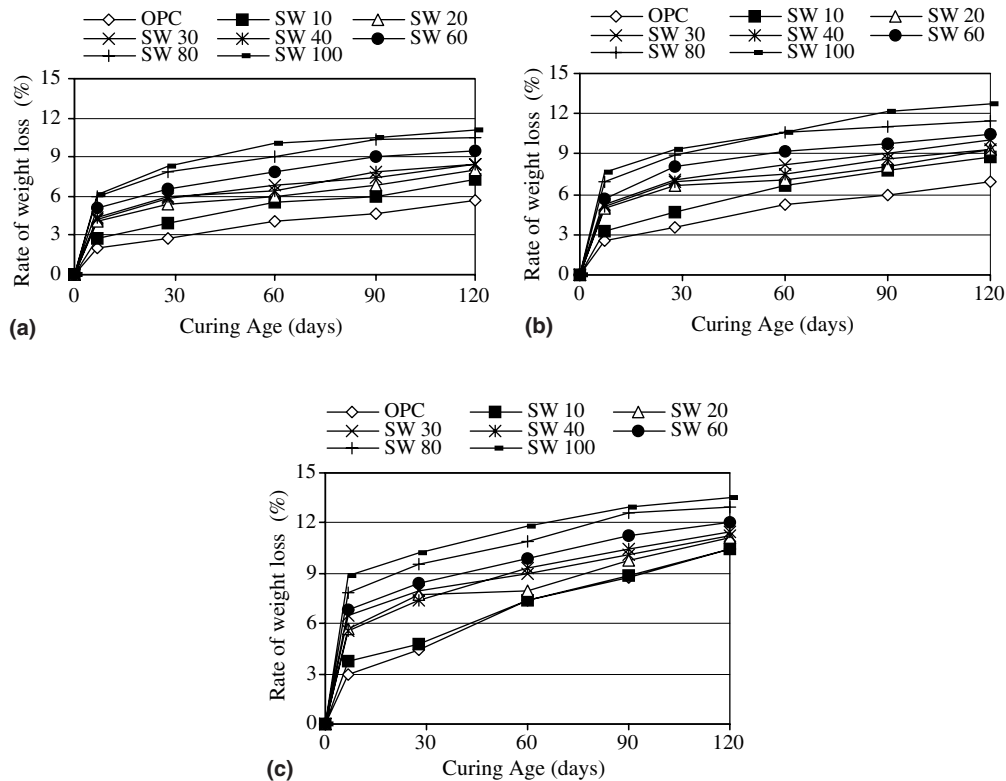 OPC SW 10 SW 20
SW 30 SW 40 SW 60
SW 80 SW 100
Rate of weight loss (%)
15
12
9
6
3
0
0 30 60 90 120
Curing Age (days)
(a)
OPC SW 10 SW 20
SW 30 SW 40 SW 60
SW 80 SW 100
Rate of weight loss (%)
15
12
9
6
3
0
0 30 60 90 120
Curing Age (days)
(b)
OPC SW 10 SW 20
SW 30 SW 40 SW 60
SW 80 SW 100
Rate of weight loss (%)
15
12
9
6
3
0
0 30 60 90 120
Curing Age (days)
(c)